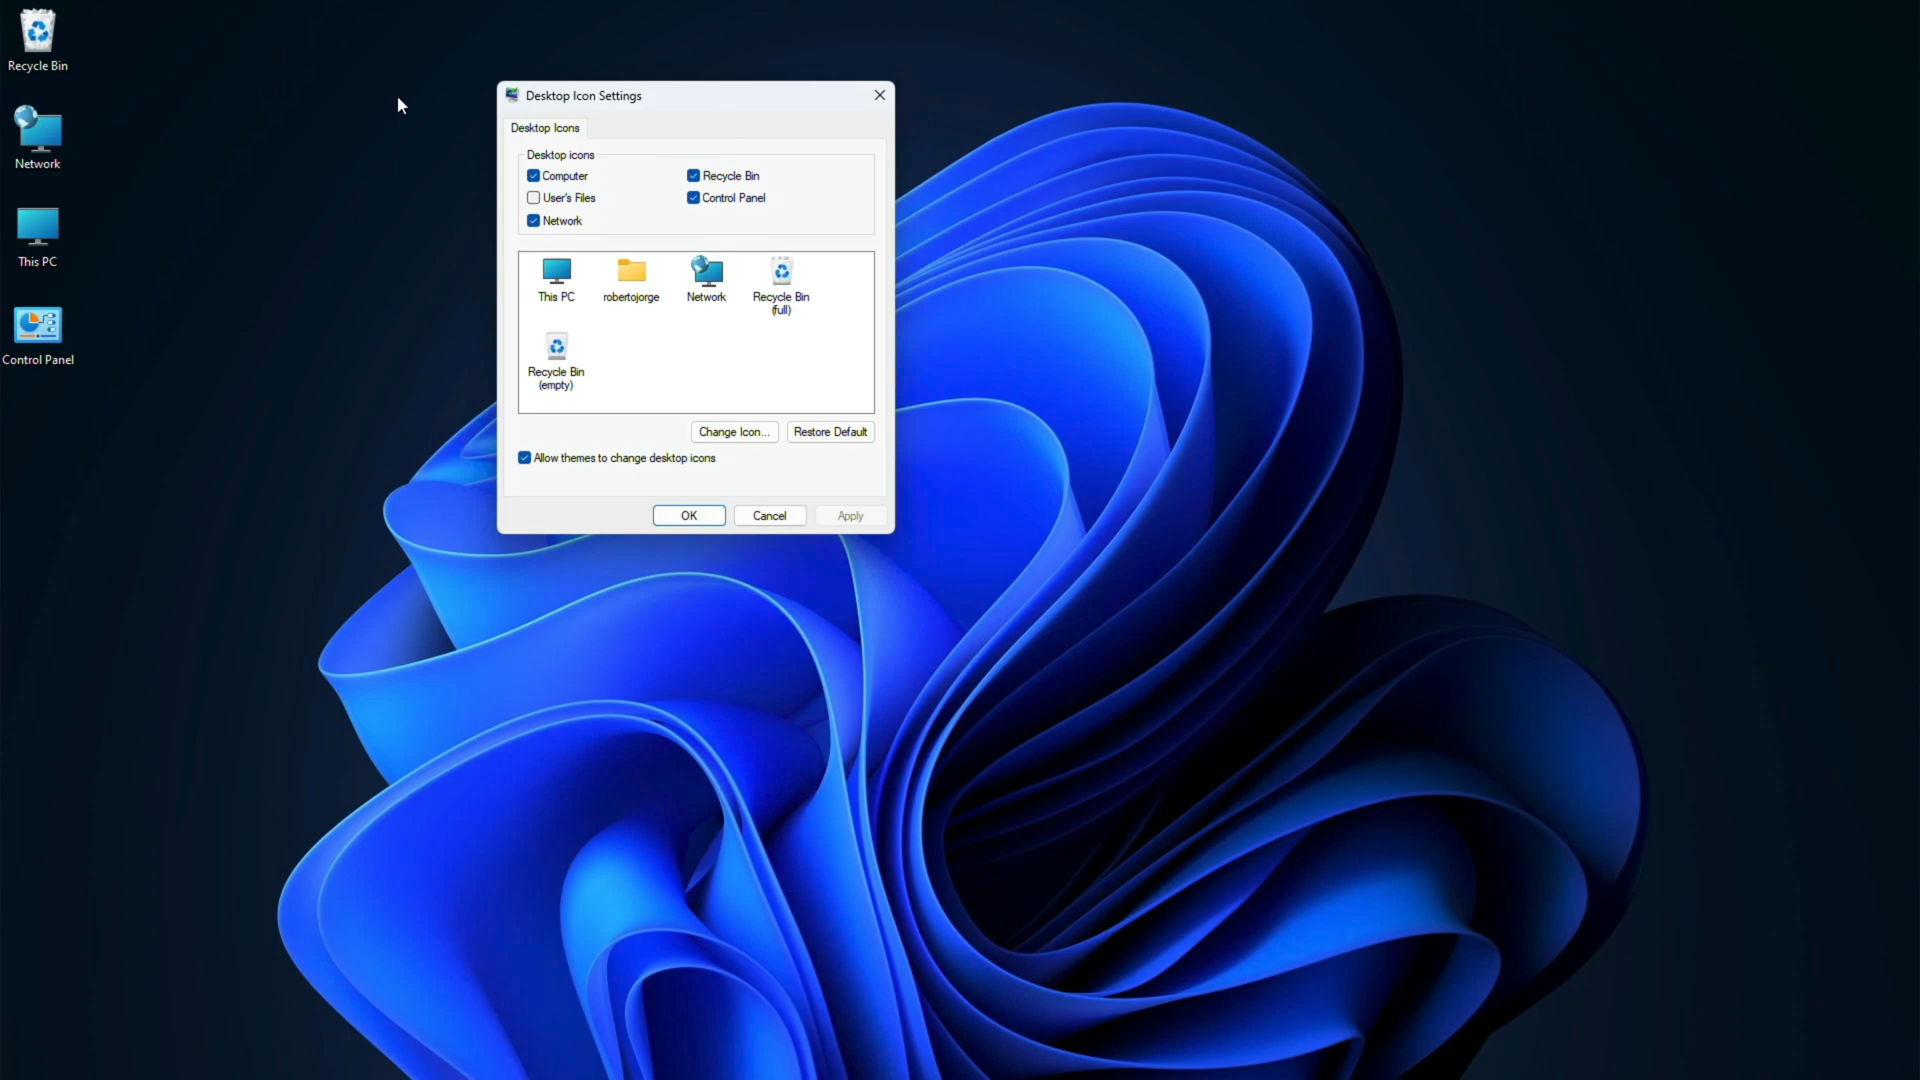 Recycle Bin
Network
This PC
Control Panel
Desktop Icon Settings
Desktop Icons
Desktop icons
Computer
Recycle Bin
User's Files
Control Panel
Network
This PC
robertojorge
Network
Recycle Bin
(full)
Recycle Bin
(empty)
Change Icon...
Restore Default
Allow themes to change desktop icons
OK
Cancel
Apply